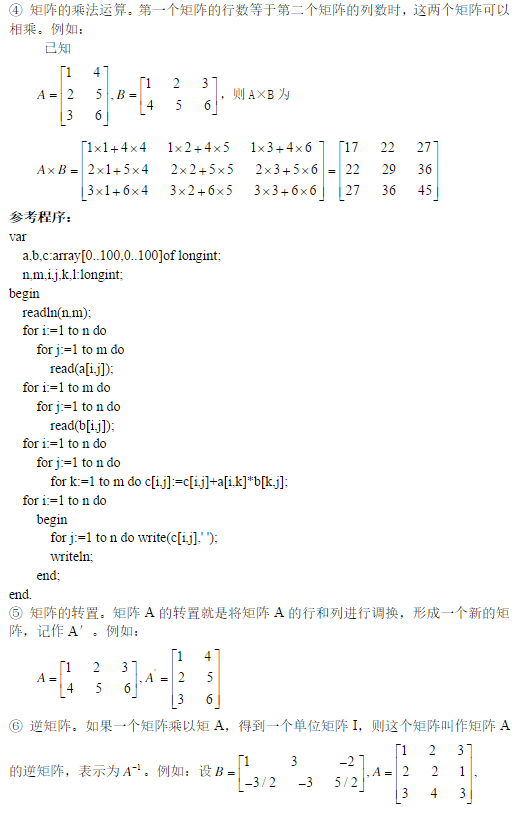 ④ 矩阵的乘法运算。第一个矩阵的行数等于第二个矩阵的列数时，这两个矩阵可以
相乘。例如：
已知
A = [1 4; 2 5; 3 6], B = [1 2 3; 4 5 6], 则 A×B 为
A×B = [1×1+4×4 1×2+4×5 1×3+4×6; 2×1+5×4 2×2+5×5 2×3+5×6; 3×1+6×4 3×2+6×5 3×3+6×6] = [17 22 27; 22 29 36; 27 36 45]
参考程序：
var
a,b,c:array[0..100,0..100]of longint;
n,m,i,j,k,l:longint;
begin
readln(n,m);
for i:=1 to n do
for j:=1 to m do
read(a[i,j]);
for i:=1 to m do
for j:=1 to n do
read(b[i,j]);
for i:=1 to n do
for j:=1 to n do
for k:=1 to m do c[i,j]:=c[i,j]+a[i,k]*b[k,j];
for i:=1 to n do
begin
for j:=1 to n do write(c[i,j],' ');
writeln;
end;
end.
⑤ 矩阵的转置。矩阵 A 的转置就是将矩阵 A 的行和列进行调换，形成一个新的矩
阵，记作 A′。例如：
A = [1 2 3; 4 5 6], A' = [1 4; 2 5; 3 6]
⑥ 逆矩阵。如果一个矩阵乘以矩 A，得到一个单位矩阵 I，则这个矩阵叫作矩阵 A
的逆矩阵，表示为 A⁻¹。例如：设 B = [1 3 −2; −3/2 −3 5/2], A = [1 2 3; 2 2 1; 3 4 3],